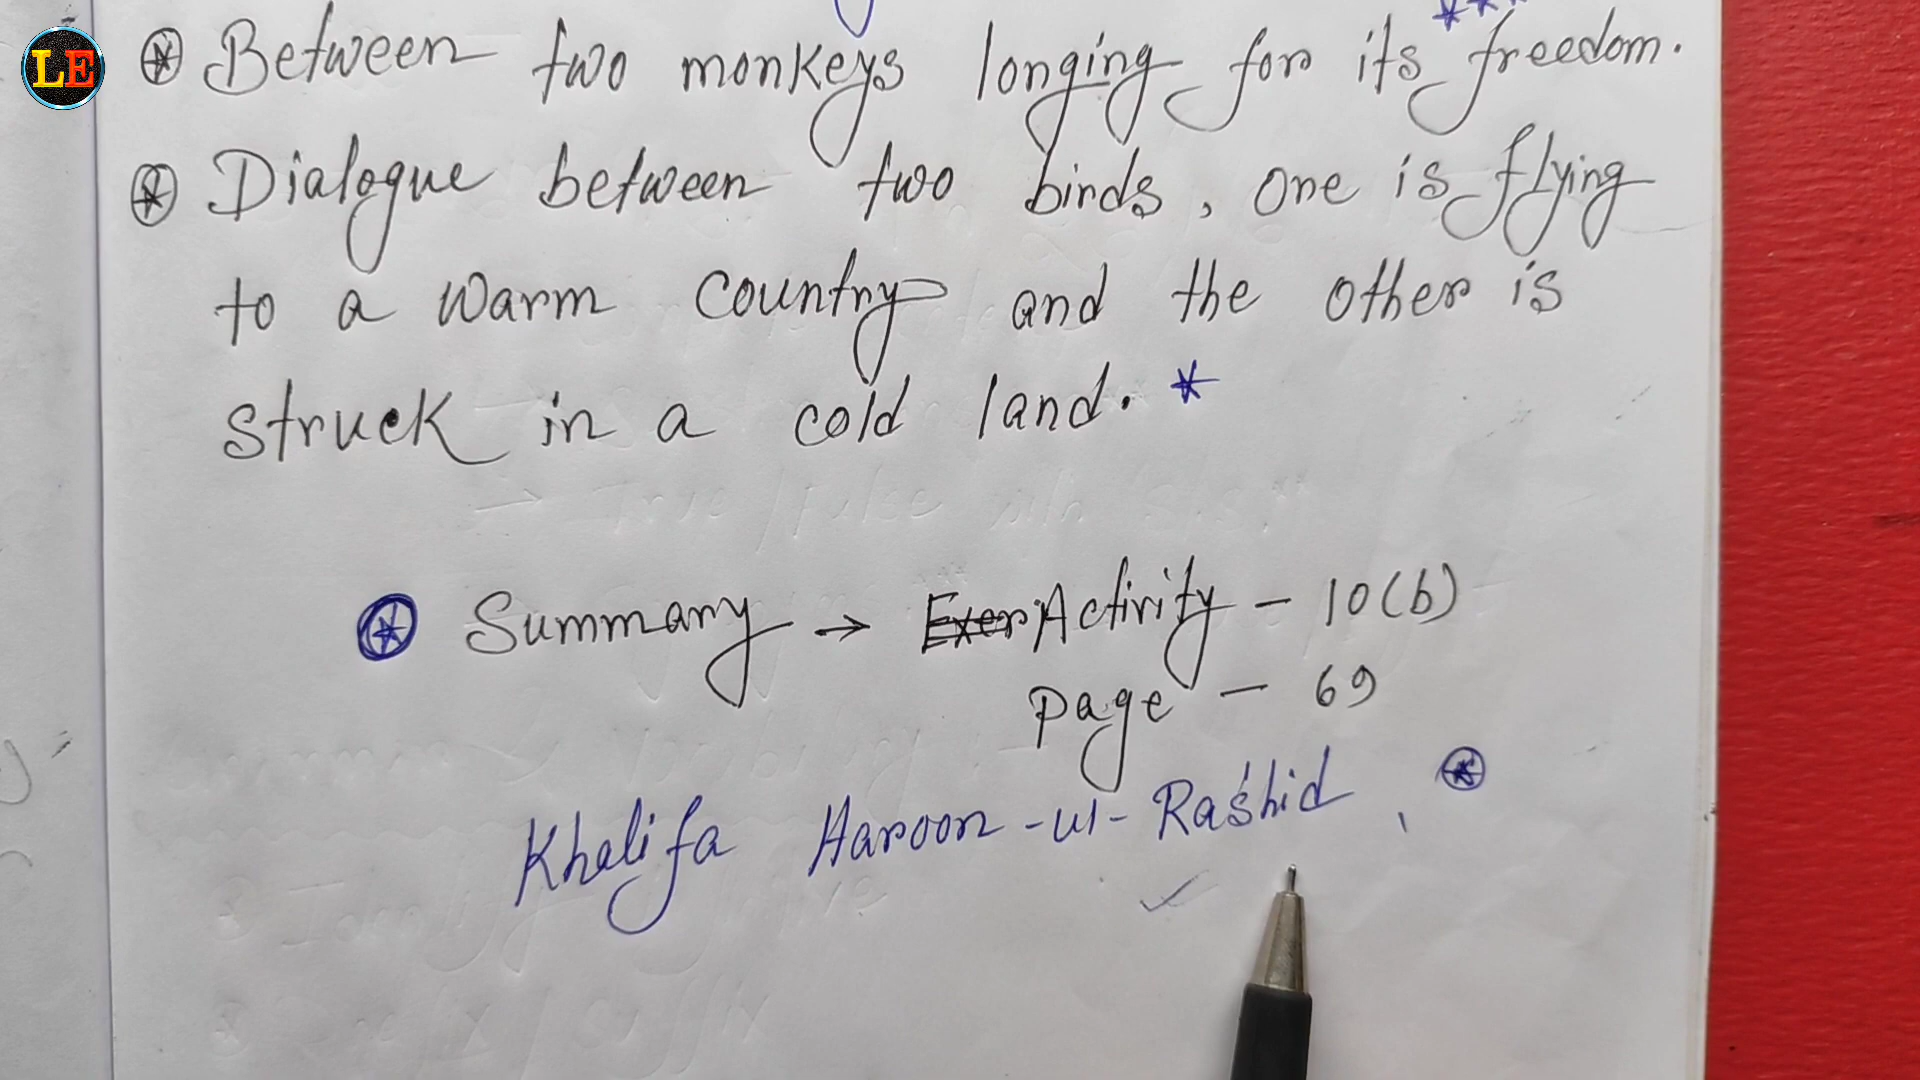 LE
Between two monkeys longing for its freedom.
Dialogue between two birds, one is flying
to a warm country and the other is
struck in a cold land. *
Summary → Exer Activity - 10(b)
page - 69
Khalifa Haroon-ul-Rashid